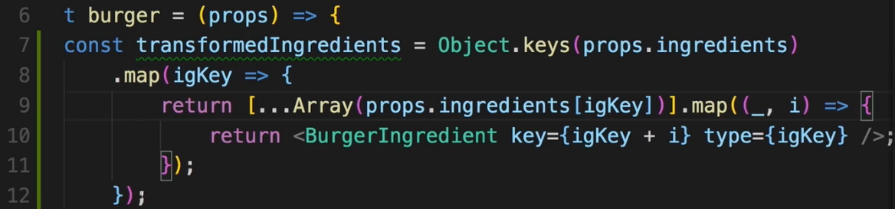 6 t burger = (props) => {
7 const transformedIngredients = Object.keys(props.ingredients)
8 .map(igKey => {
9 return [...Array(props.ingredients[igKey])].map((_, i) => {
10 return <BurgerIngredient key={igKey + i} type={igKey} />;
11 });
12 });